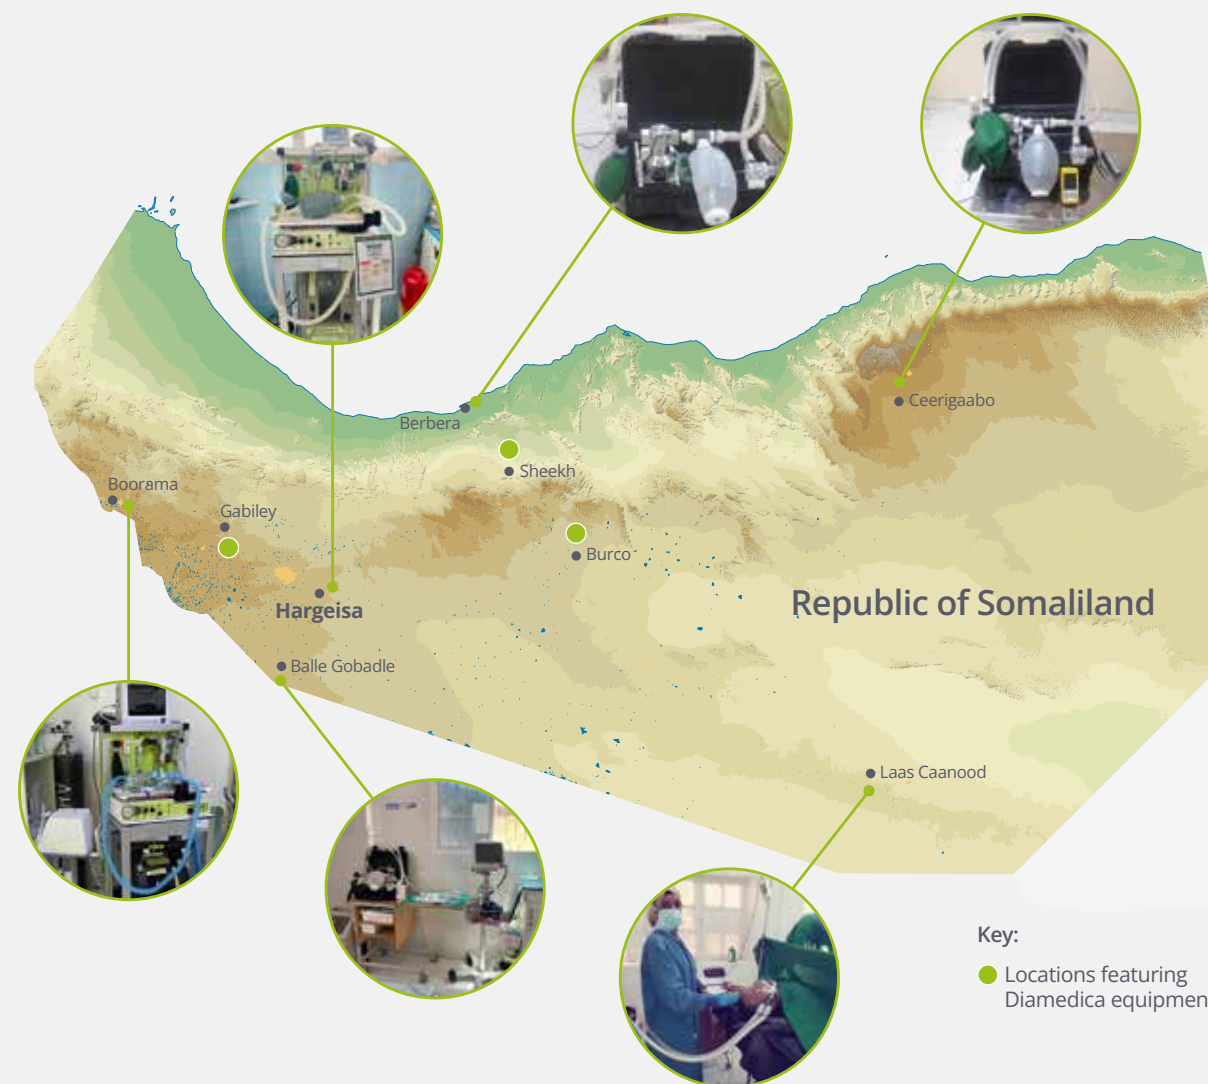 Berbera
Ceerigaabo
Sheekh
Boorama
Gabiley
Burco
Hargeisa
Republic of Somaliland
Balle Gobadle
Laas Caanood
Key:
Locations featuring
Diamedica equipmen